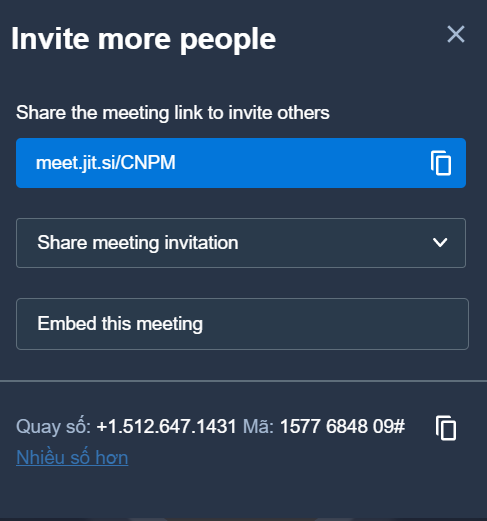 Invite more people
Share the meeting link to invite others
meet.jit.si/CNPM
Share meeting invitation
Embed this meeting
Quay số: +1.512.647.1431 Mã: 1577 6848 09#
Nhiều số hơn